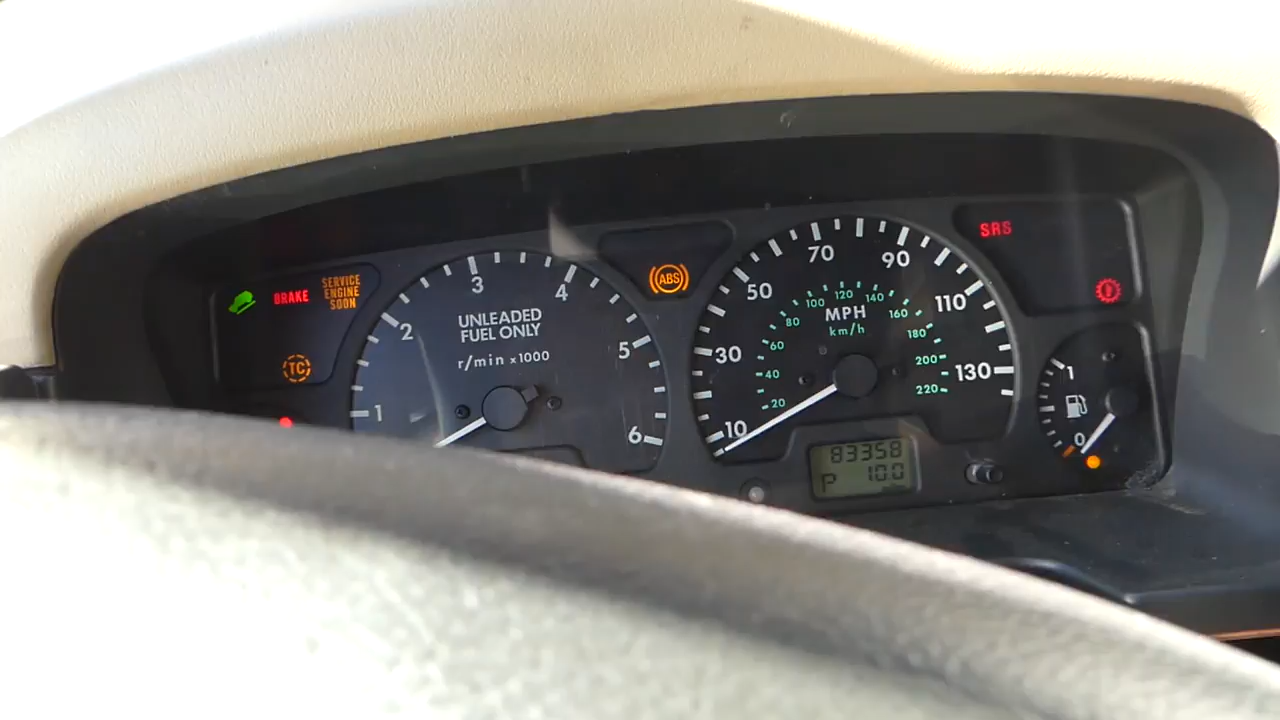 BRAKE
SERVICE
ENGINE
SOON
TC
1
2
3
4
5
6
UNLEADED
FUEL ONLY
r/min x1000
ABS
10
30
50
70
90
110
130
MPH
km/h
20
40
60
80
100
120
140
160
180
200
220
83358
P 100
SRS
1
0